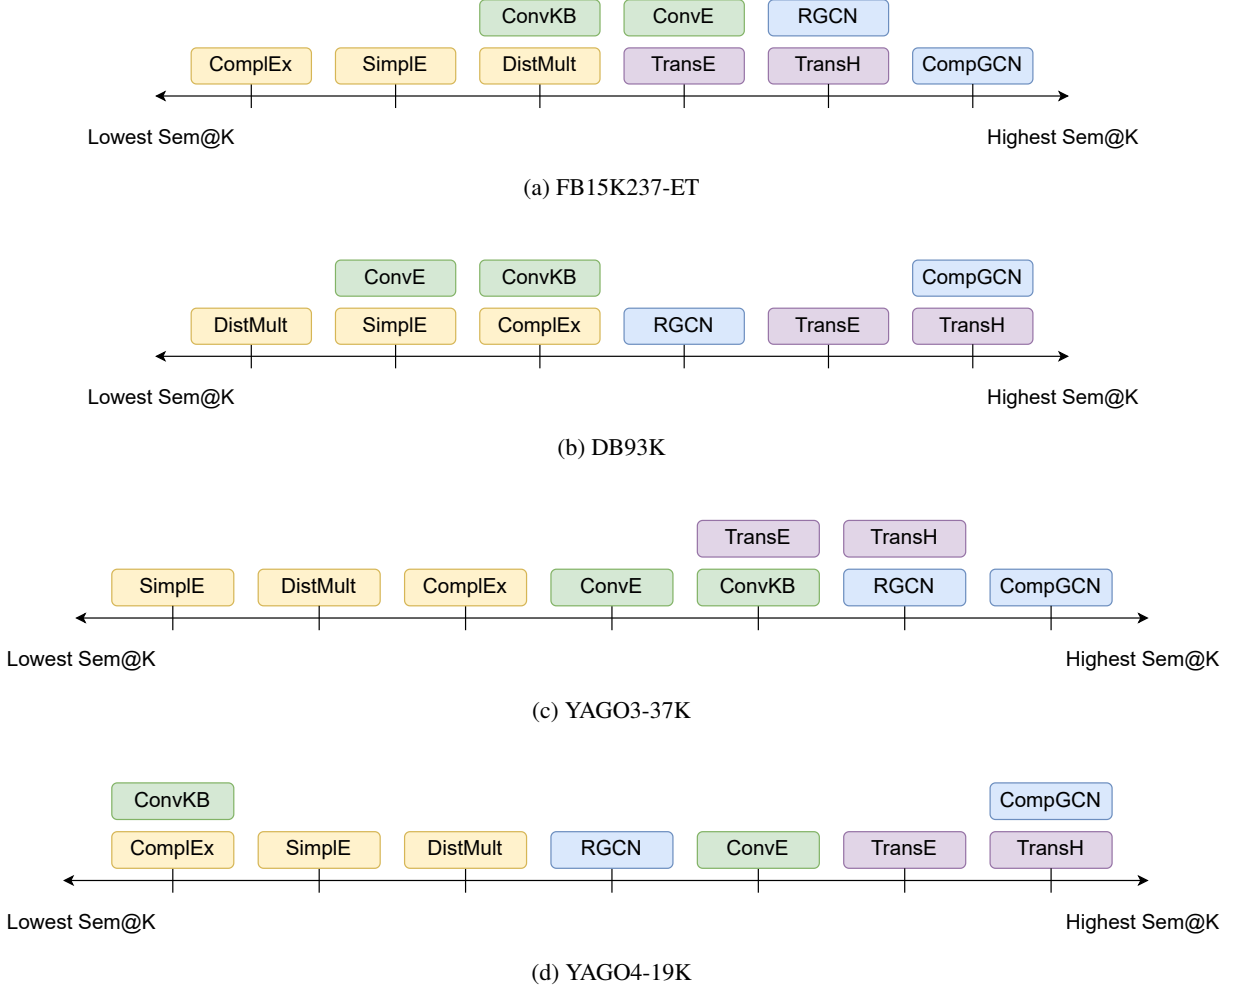 ConvKB ConvE RGCN
ComplEx SimplE DistMult TransE TransH CompGCN
Lowest Sem@K Highest Sem@K
(a) FB15K237-ET
ConvE ConvKB CompGCN
DistMult SimplE ComplEx RGCN TransE TransH
Lowest Sem@K Highest Sem@K
(b) DB93K
TransE TransH
SimplE DistMult ComplEx ConvE ConvKB RGCN CompGCN
Lowest Sem@K Highest Sem@K
(c) YAGO3-37K
ConvKB CompGCN
ComplEx SimplE DistMult RGCN ConvE TransE TransH
Lowest Sem@K Highest Sem@K
(d) YAGO4-19K